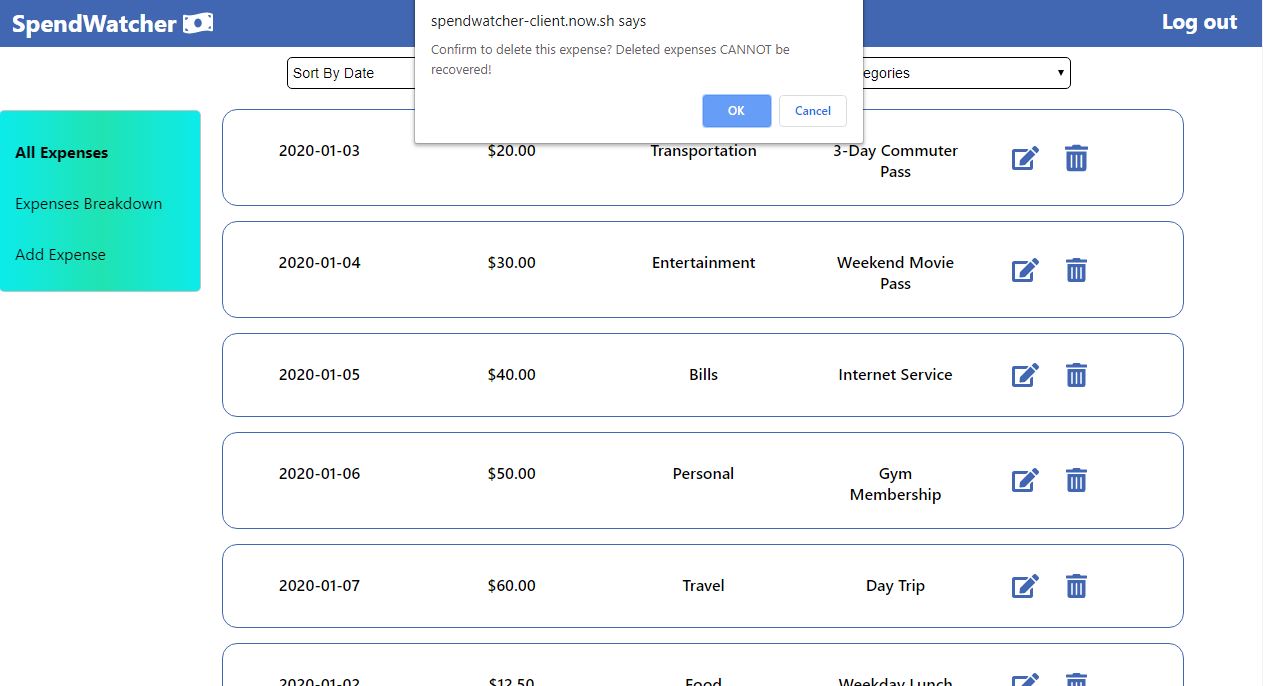 SpendWatcher
Log out
spendwatcher-client.now.sh says
Confirm to delete this expense? Deleted expenses CANNOT be
recovered!
OK
Cancel
Sort By Date
egories
All Expenses
Expenses Breakdown
Add Expense
2020-01-03 $20.00 Transportation 3-Day Commuter
Pass
2020-01-04 $30.00 Entertainment Weekend Movie
Pass
2020-01-05 $40.00 Bills Internet Service
2020-01-06 $50.00 Personal Gym
Membership
2020-01-07 $60.00 Travel Day Trip
2020-01-02 $12.50 Food Weekday Lunch